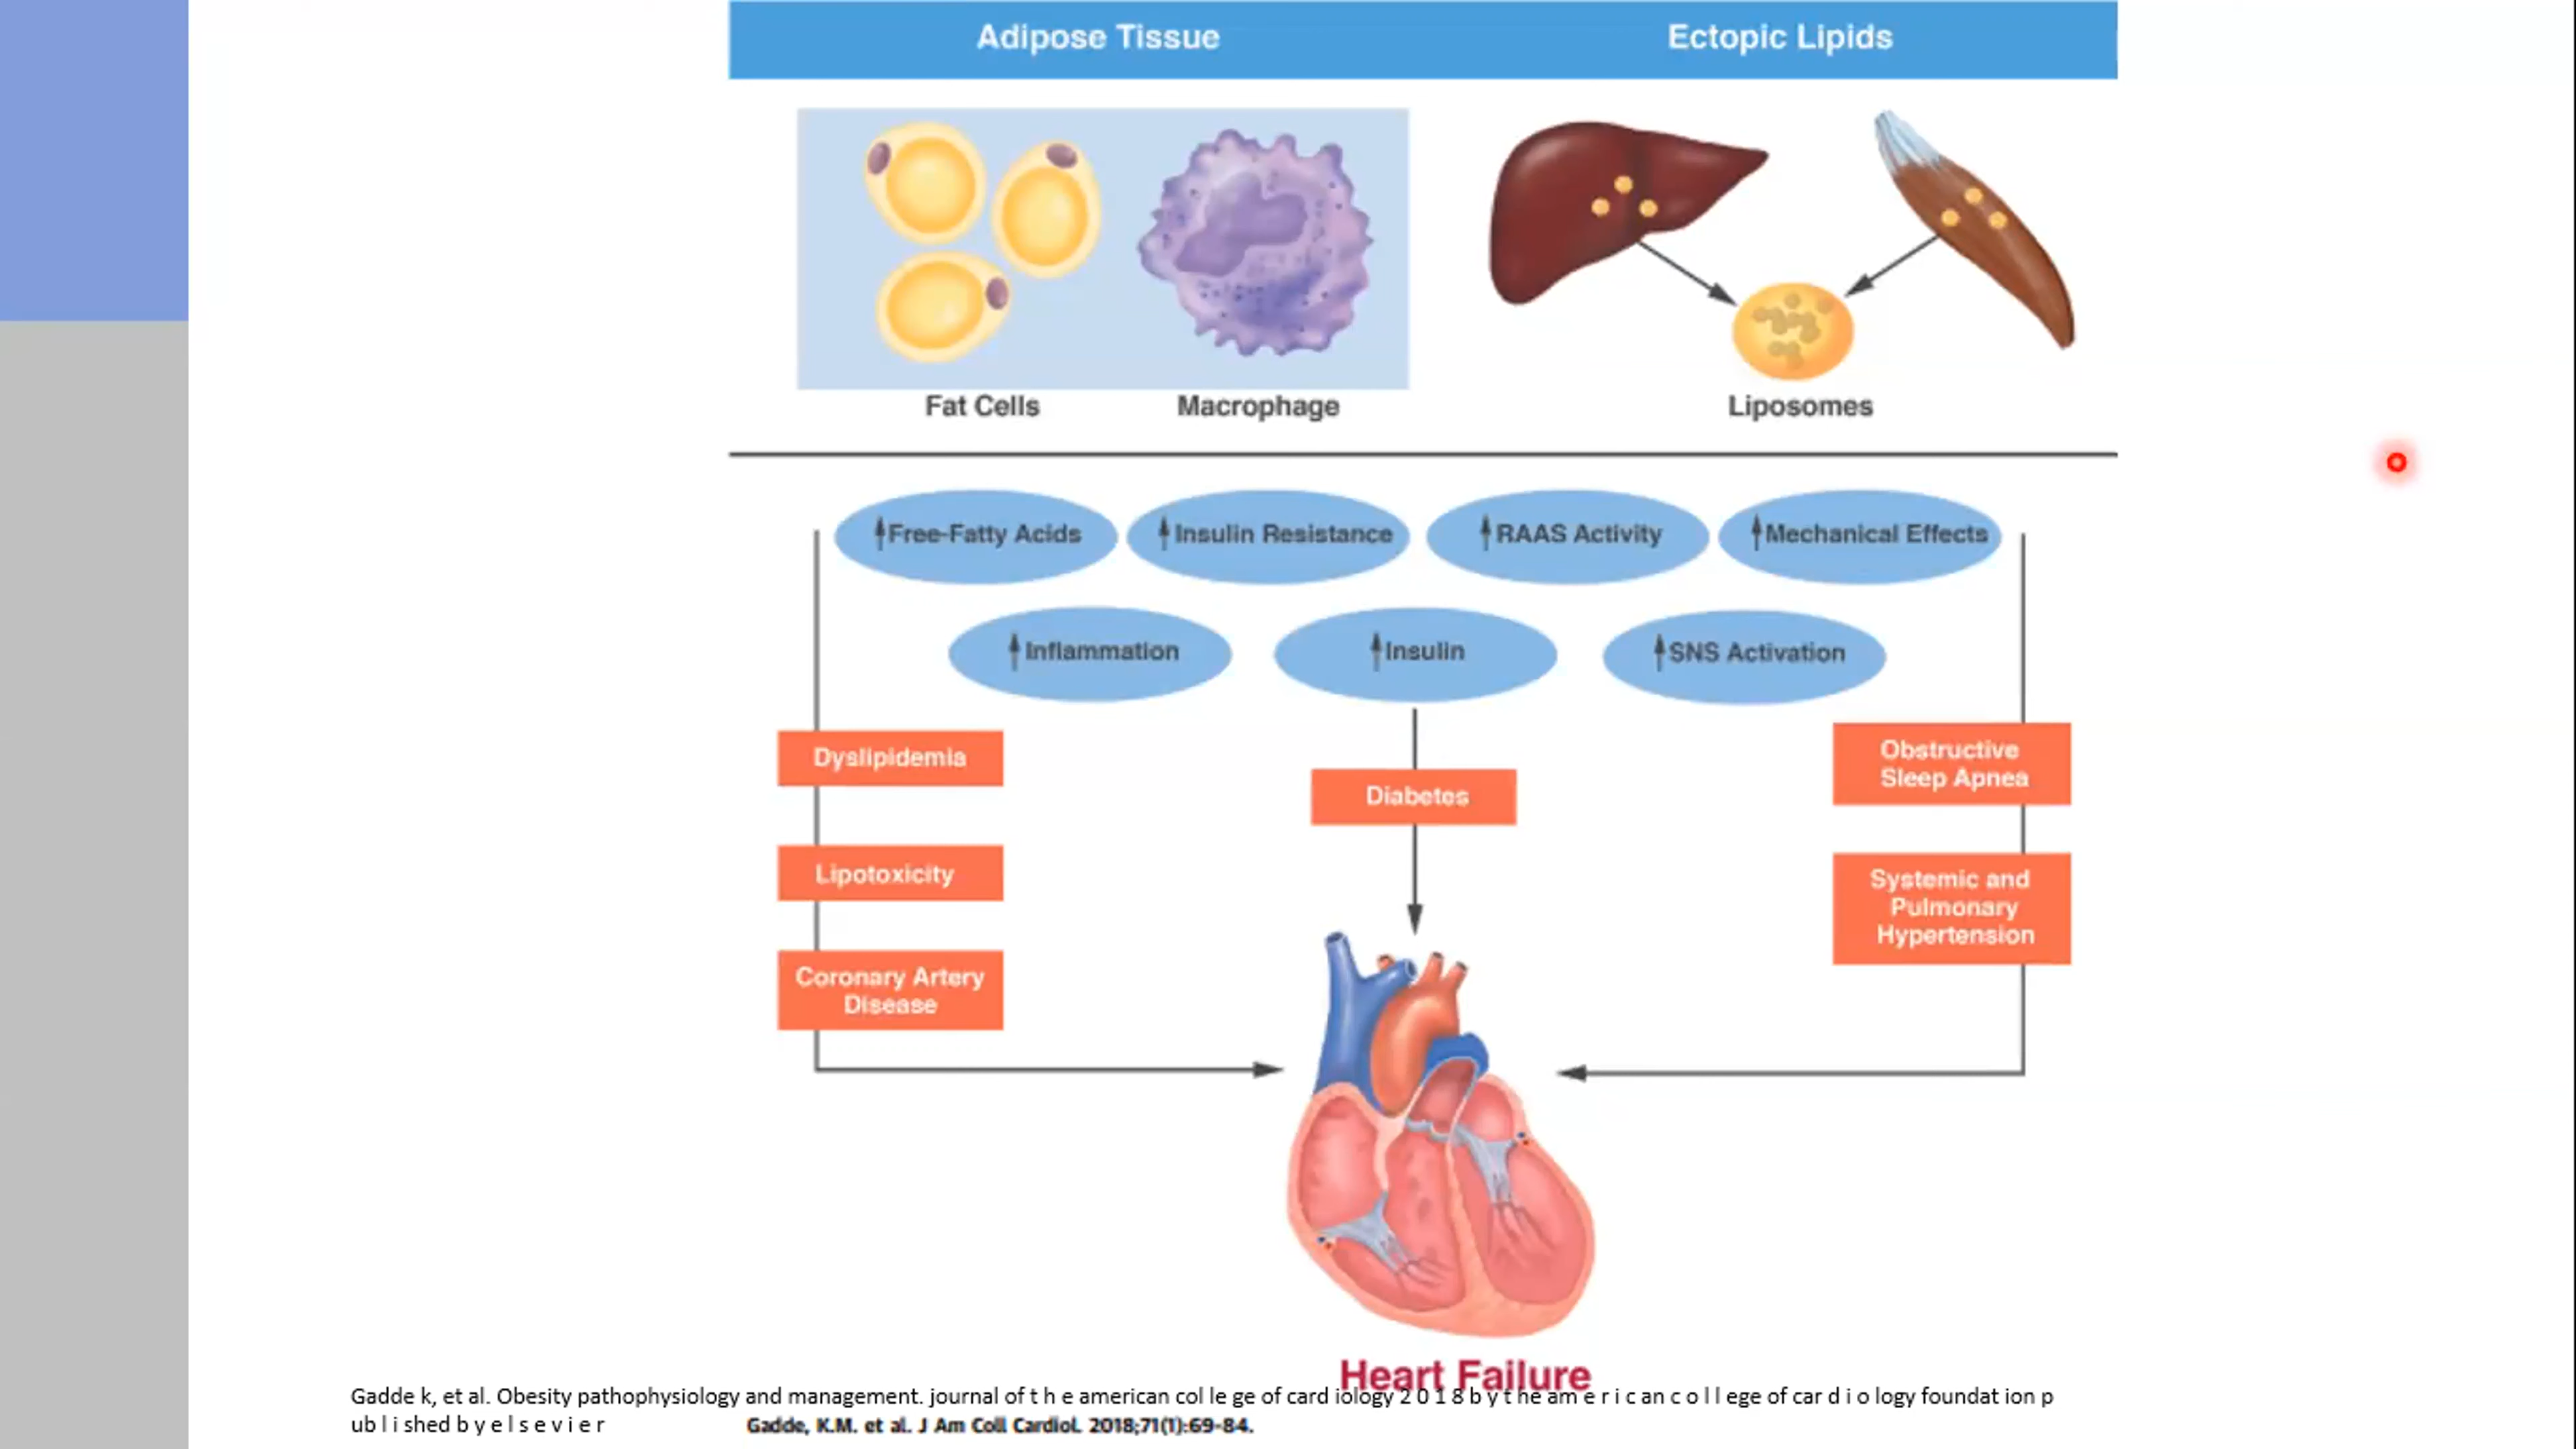 Adipose Tissue
Ectopic Lipids
Fat Cells
Macrophage
Liposomes
Free-Fatty Acids
Insulin Resistance
RAAS Activity
Mechanical Effects
Inflammation
Insulin
SNS Activation
Dyslipidemia
Diabetes
Obstructive
Sleep Apnea
Lipotoxicity
Systemic and
Pulmonary
Hypertension
Coronary Artery
Disease
Heart Failure
Gadde k, et al. Obesity pathophysiology and management. journal of t h e american col le ge of card iology 2 0 1 8 b y t he am e r i c an c o l l ege of car d i o logy foundat ion p
ub l i shed b y e l s e v i e r
Gadde, K.M. et al. J Am Coll Cardiol. 2018;71(1):69-84.